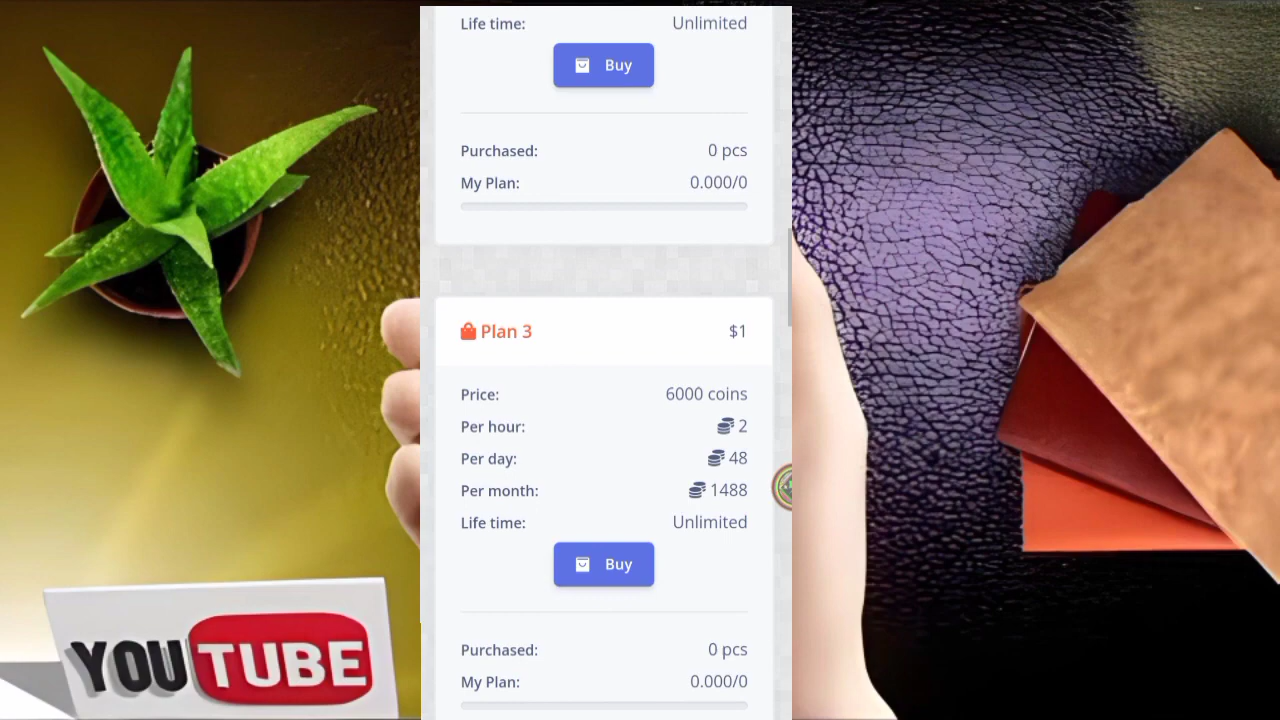 Life time: Unlimited
Buy
Purchased: 0 pcs
My Plan: 0.000/0
Plan 3 $1
Price: 6000 coins
Per hour: 2
Per day: 48
Per month: 1488
Life time: Unlimited
Buy
Purchased: 0 pcs
My Plan: 0.000/0
YOUTUBE